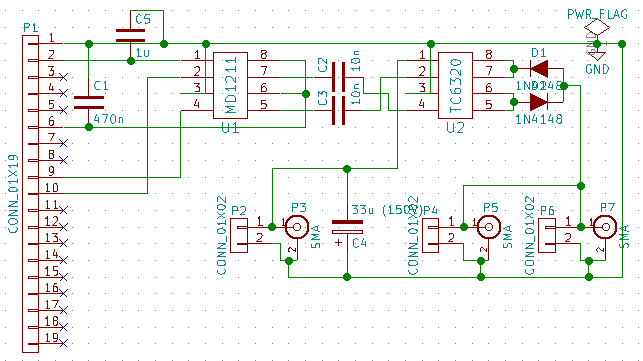 P1
CONN_01X19
1
2
3
4
5
6
7
8
9
10
11
12
13
14
15
16
17
18
19
C5
1u
C1
470n
1
2
3
4
MD1211
8
7
6
5
U1
C2
10n
C3
10n
1
2
3
4
TC6320
8
7
6
5
U2
D1
1N4148
D2
1N4148
PWR_FLAG
GND
GND
P2
CONN_01X02
1
2
P3
1
2
SMA
33u (150V)
C4
+
P4
CONN_01X02
1
2
P5
1
2
SMA
P6
CONN_01X02
1
2
P7
1
2
SMA